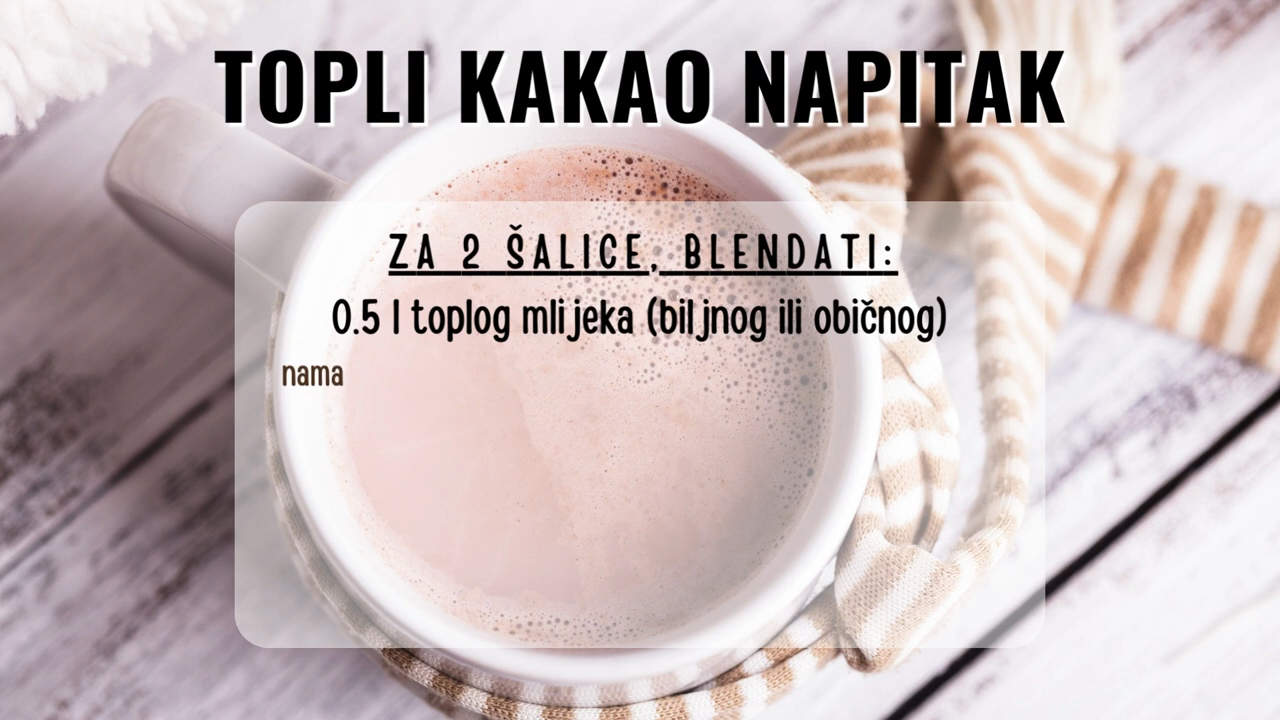 TOPLI KAKAO NAPITAK
ZA 2 ŠALICE, BLENDATI:
0.5 l toplog mlijeka (biljnog ili običnog)
nama